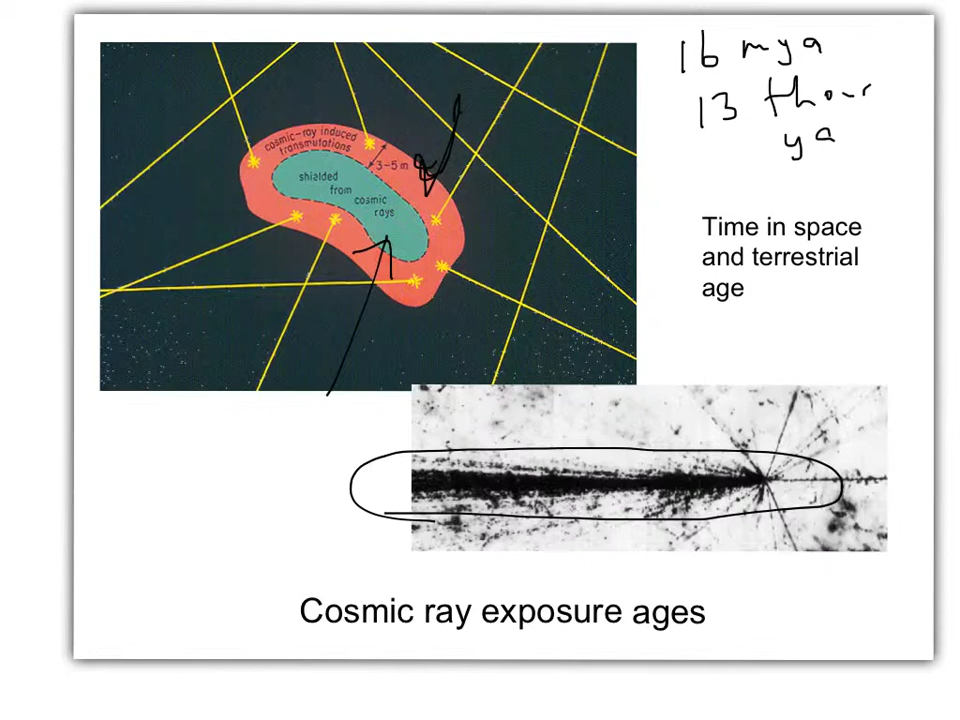 16 mya
13 thour
ya
cosmic-ray induced
transmutations
3-5 m
shielded
from
cosmic
rays
Time in space
and terrestrial
age
Cosmic ray exposure ages